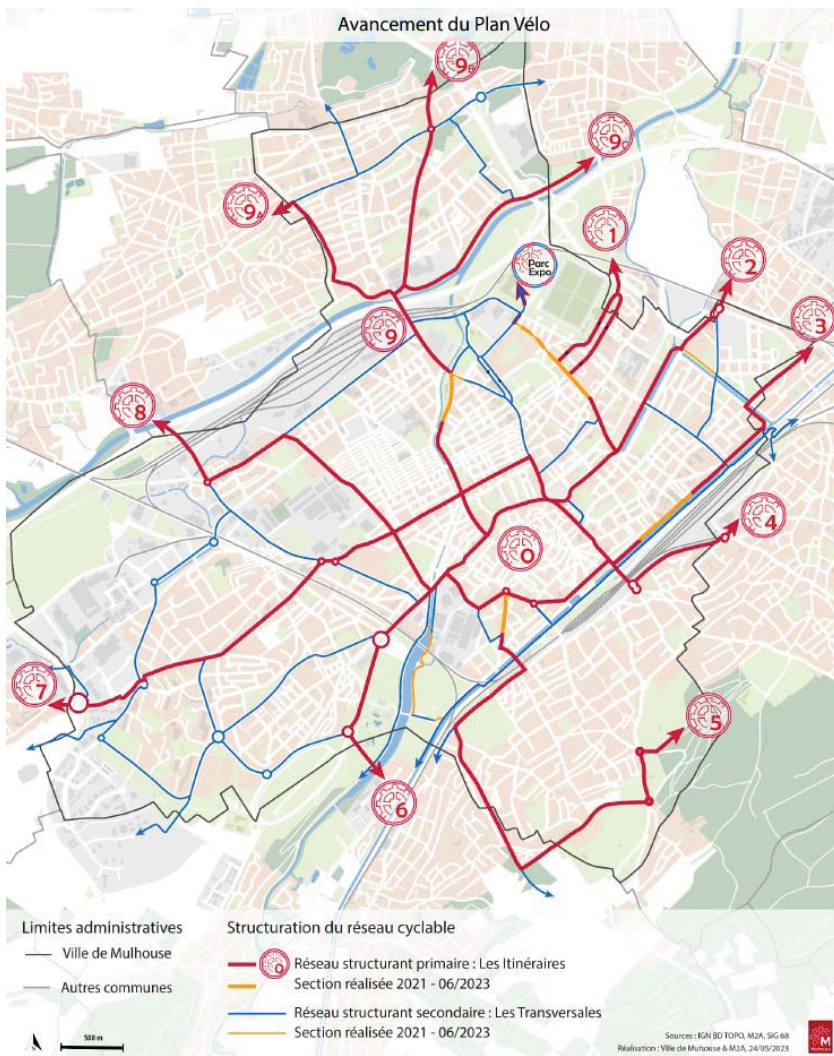 Avancement du Plan Vélo
9B
9C
9A
1
Parc
Expo
2
9
3
8
4
0
7
5
6
Limites administratives
Ville de Mulhouse
Autres communes
Structuration du réseau cyclable
0
Réseau structurant primaire : Les Itinéraires
Section réalisée 2021 - 06/2023
Réseau structurant secondaire : Les Transversales
Section réalisée 2021 - 06/2023
500 m
Sources : IGN BD TOPO, M2A, SIG 68
Réalisation : Ville de Mulhouse & M2A, 24/05/2023
M